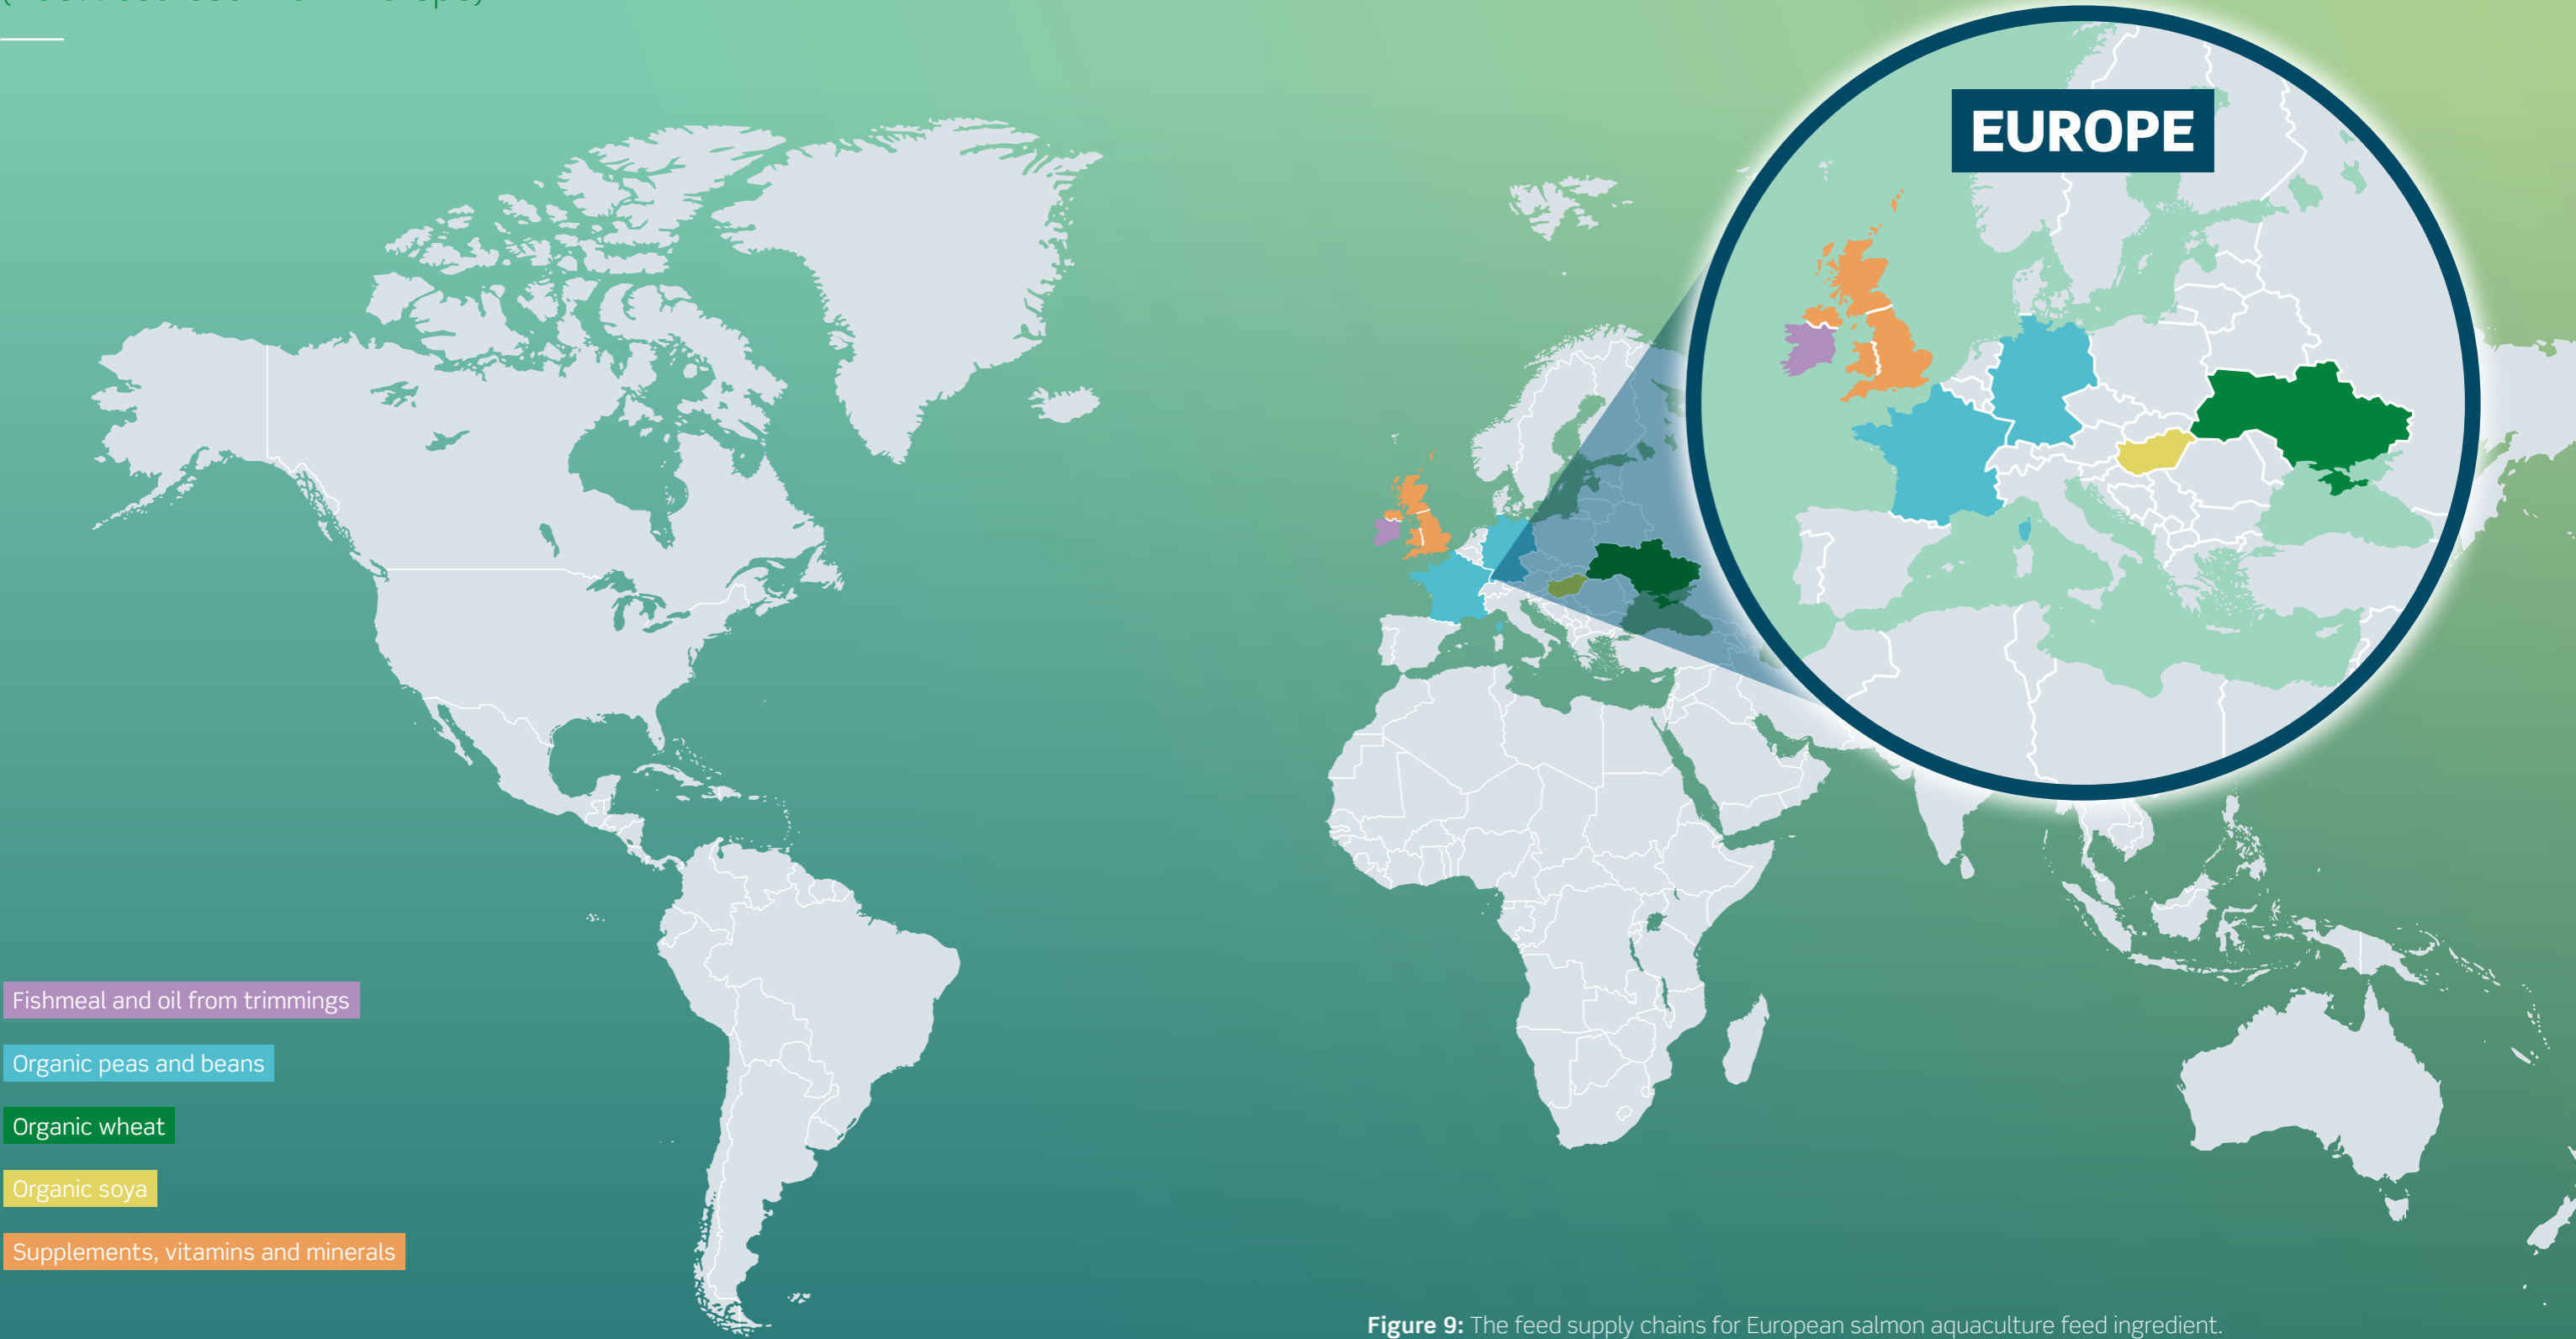 EUROPE
Fishmeal and oil from trimmings
Organic peas and beans
Organic wheat
Organic soya
Supplements, vitamins and minerals
Figure 9: The feed supply chains for European salmon aquaculture feed ingredient.